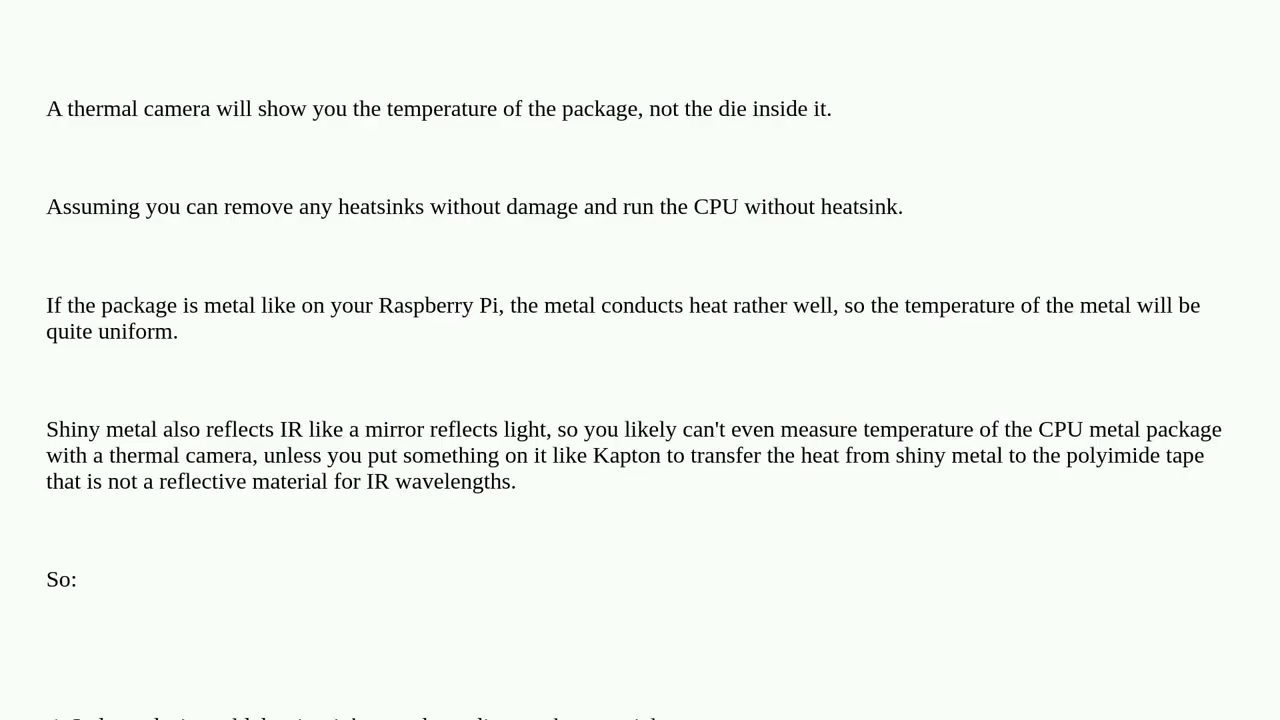 A thermal camera will show you the temperature of the package, not the die inside it.
Assuming you can remove any heatsinks without damage and run the CPU without heatsink.
If the package is metal like on your Raspberry Pi, the metal conducts heat rather well, so the temperature of the metal will be
quite uniform.
Shiny metal also reflects IR like a mirror reflects light, so you likely can't even measure temperature of the CPU metal package
with a thermal camera, unless you put something on it like Kapton to transfer the heat from shiny metal to the polyimide tape
that is not a reflective material for IR wavelengths.
So: